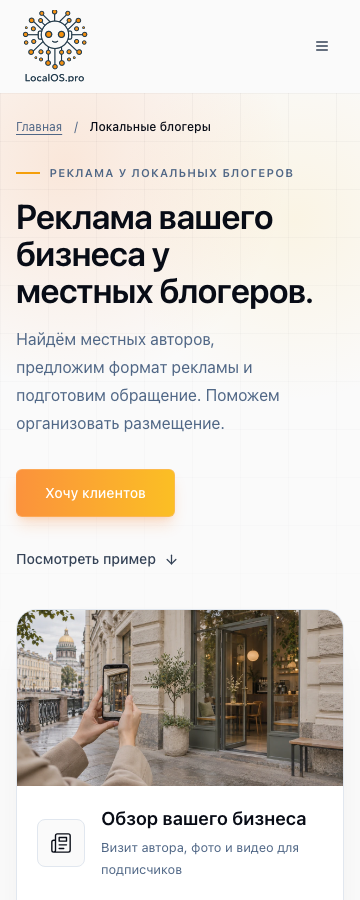 LocalOS.pro
Главная / Локальные блогеры
РЕКЛАМА У ЛОКАЛЬНЫХ БЛОГЕРОВ
Реклама вашего
бизнеса у
местных блогеров.
Найдём местных авторов,
предложим формат рекламы и
подготовим обращение. Поможем
организовать размещение.
Хочу клиентов
Посмотреть пример ↓
Обзор вашего бизнеса
Визит автора, фото и видео для
подписчиков